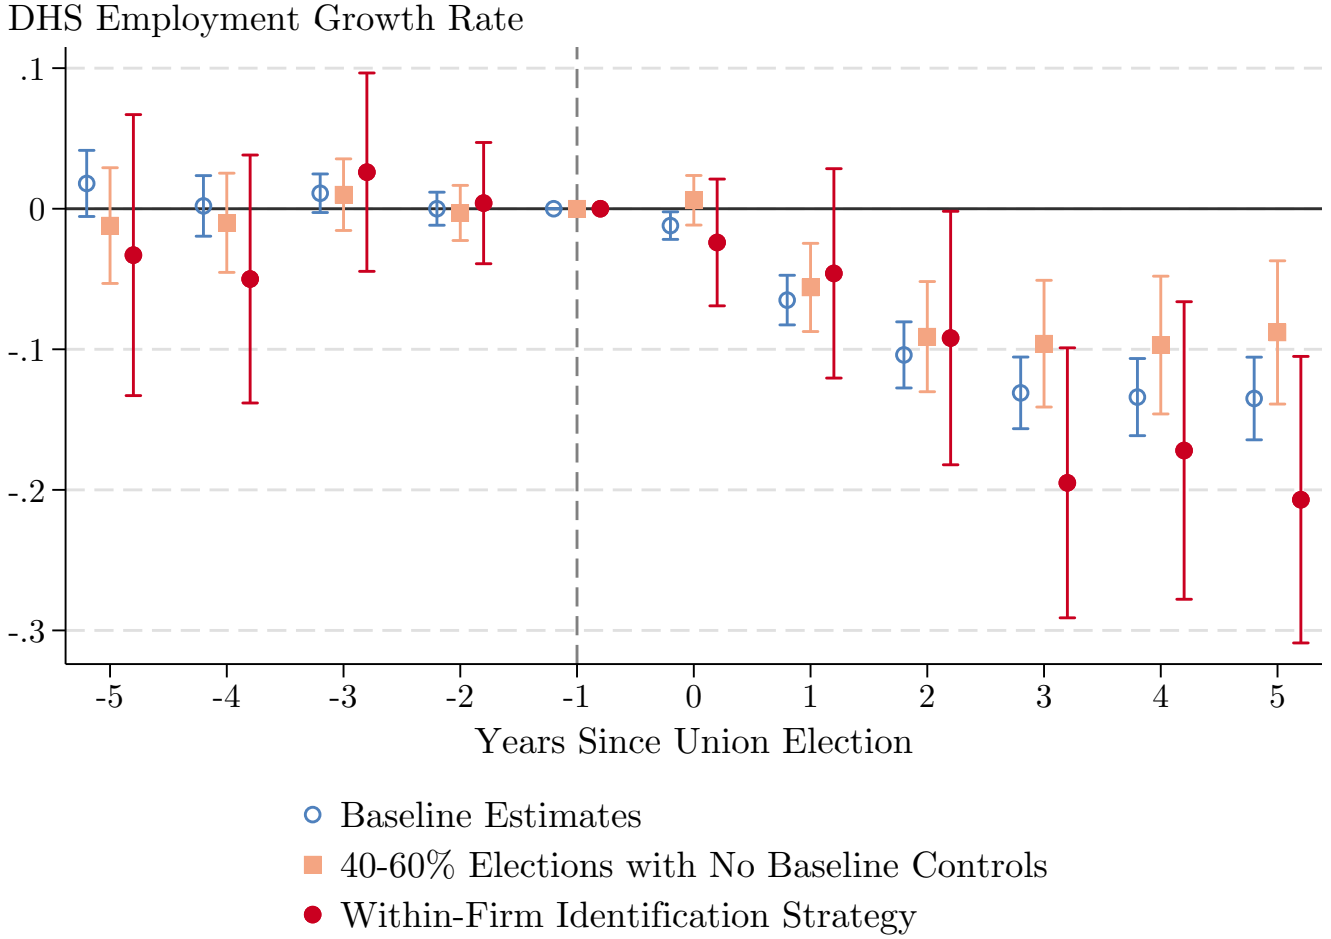 DHS Employment Growth Rate
.1
0
-.1
-.2
-.3
-5 -4 -3 -2 -1 0 1 2 3 4 5
Years Since Union Election
Baseline Estimates
40-60% Elections with No Baseline Controls
Within-Firm Identification Strategy